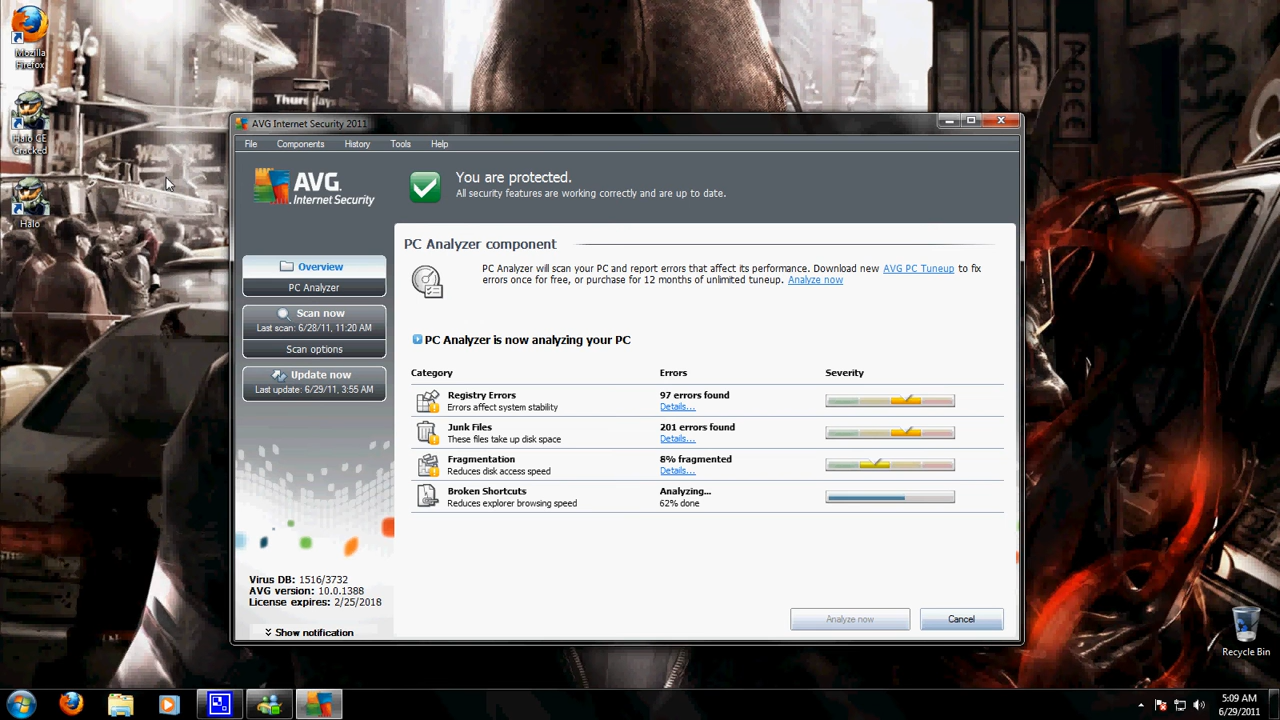 Mozilla
Firefox
Halo CE
Cracked
Halo
Thursdays
AVG Internet Security 2011
File Components History Tools Help
AVG.
Internet Security
You are protected.
All security features are working correctly and are up to date.
Overview
PC Analyzer
Scan now
Last scan: 6/28/11, 11:20 AM
Scan options
Update now
Last update: 6/29/11, 3:55 AM
PC Analyzer component
PC Analyzer will scan your PC and report errors that affect its performance. Download new AVG PC Tuneup to fix
errors once for free, or purchase for 12 months of unlimited tuneup. Analyze now
PC Analyzer is now analyzing your PC
Category Errors Severity
Registry Errors 97 errors found
Errors affect system stability Details...
Junk Files 201 errors found
These files take up disk space Details...
Fragmentation 8% fragmented
Reduces disk access speed Details...
Broken Shortcuts Analyzing...
Reduces explorer browsing speed 62% done
Virus DB: 1516/3732
AVG version: 10.0.1388
License expires: 2/25/2018
Show notification
Analyze now Cancel
Recycle Bin
5:09 AM
6/29/2011